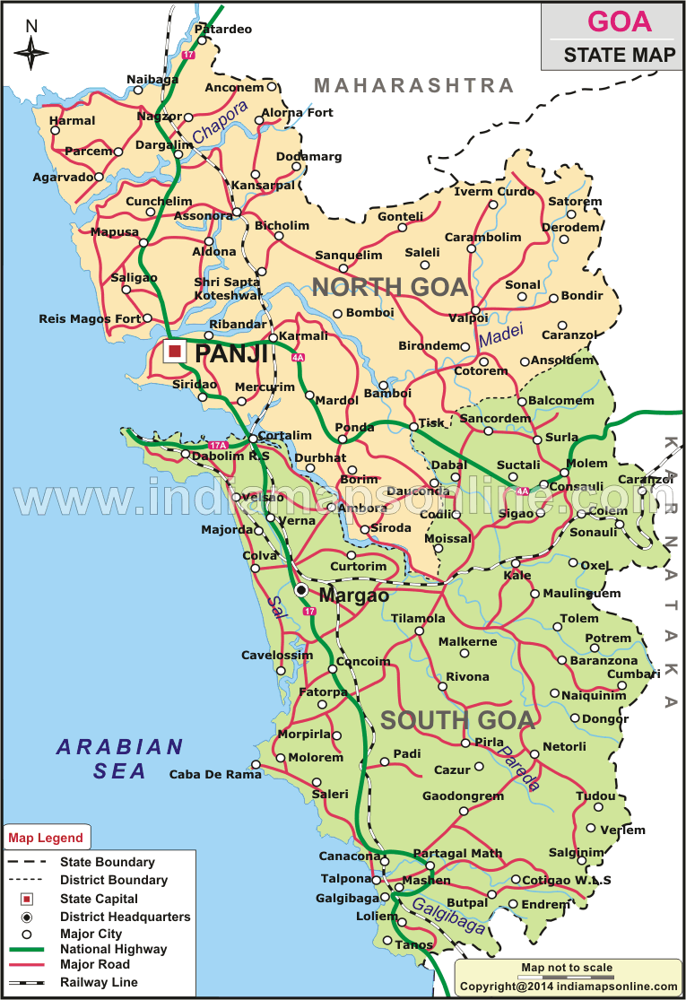 GOA
STATE MAP
N
Patardeo
17
Naibaga
Anconem
MAHARASHTRA
Harmal
Nagzor
Chapora
Alorna Fort
Parcem
Dargalim
Dodamarg
Agarvado
Kansarpal
Iverm Curdo
Cunchelim
Assonora
Gonteli
Satorem
Mapusa
Bicholim
Carambolim
Derodem
Aldona
Sanquelim
Saleli
Saligao
Shri Sapta
Koteshwar
NORTH GOA
Sonal
Bondir
Reis Magos Fort
Ribandar
Bomboi
Valpoi
Karmali
Birondem
Madei
Caranzol
PANJI
4A
Cotorem
Ansoldem
Siridao
Mercurim
Mardol
Bamboi
Balcomem
Ponda
Tisk
Sancordem
17A
Cortalim
Surla
Dabolim R.S
Durbhat
Borim
Dabal
Suctali
Molem
Caranzol
www.indiamapsonline.com
Velsao
Dauconda
4A
Consauli
Verna
Ambora
Codli
Sigao
Colem
Majorda
Siroda
Moissal
Sonauli
Colva
Curtorim
Kale
Oxel
KARNATAKA
Margao
Maulinguem
Sal
17
Tilamola
Tolem
Malkerne
Potrem
Cavelossim
Concoim
Baranzona
Rivona
Cumbari
Fatorpa
Naiquinim
SOUTH GOA
Dongor
Morpirla
Pirla
Netorli
ARABIAN
SEA
Molorem
Padi
Cazur
Pareda
Caba De Rama
Saleri
Gaodongrem
Tudou
Verlem
Canacona
Partagal Math
Salginim
Talpona
Mashen
Cotigao W.L.S
Galgibaga
Butpal
Endrem
Loliem
Galgibaga
Tanos
Map Legend
State Boundary
District Boundary
State Capital
District Headquarters
Major City
National Highway
Major Road
Railway Line
Map not to scale
Copyright@2014 indiamapsonline.com